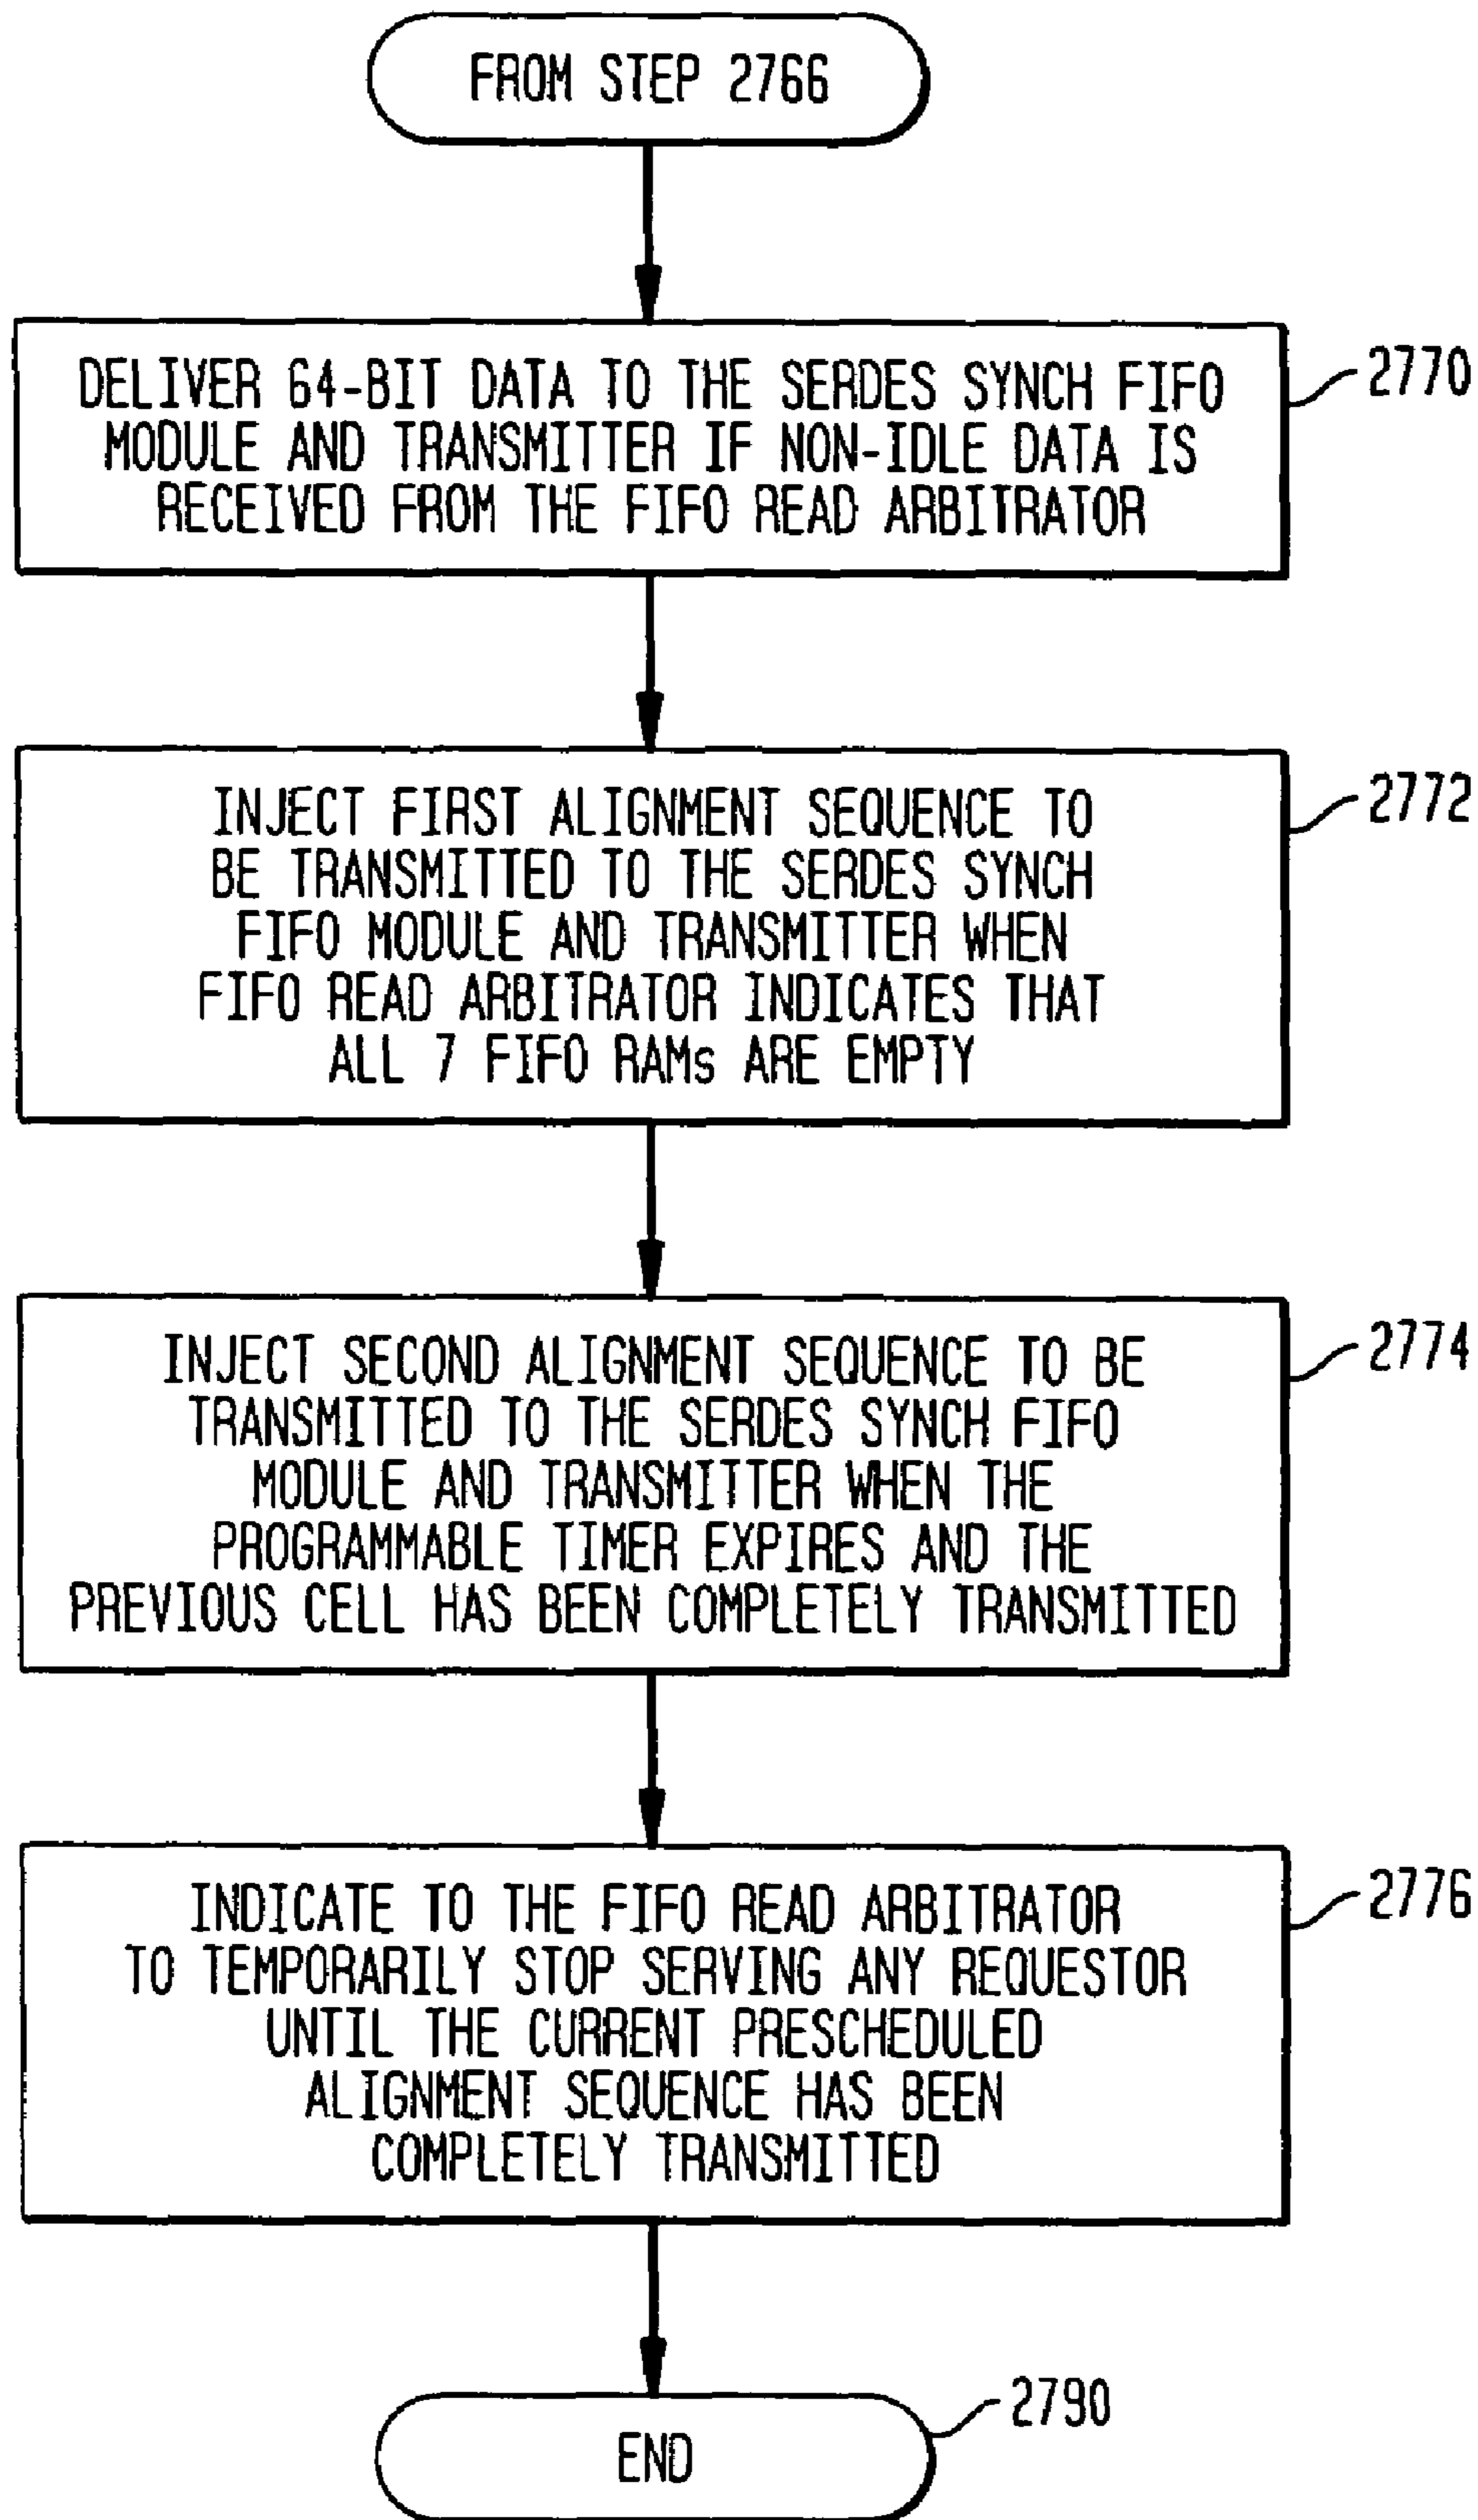 FROM STEP 2766
DELIVER 64-BIT DATA TO THE SERDES SYNCH FIFO
MODULE AND TRANSMITTER IF NON-IDLE DATA IS
RECEIVED FROM THE FIFO READ ARBITRATOR
2770
INJECT FIRST ALIGNMENT SEQUENCE TO
BE TRANSMITTED TO THE SERDES SYNCH
FIFO MODULE AND TRANSMITTER WHEN
FIFO READ ARBITRATOR INDICATES THAT
ALL 7 FIFO RAMs ARE EMPTY
2772
INJECT SECOND ALIGNMENT SEQUENCE TO BE
TRANSMITTED TO THE SERDES SYNCH FIFO
MODULE AND TRANSMITTER WHEN THE
PROGRAMMABLE TIMER EXPIRES AND THE
PREVIOUS CELL HAS BEEN COMPLETELY TRANSMITTED
2774
INDICATE TO THE FIFO READ ARBITRATOR
TO TEMPORARILY STOP SERVING ANY REQUESTOR
UNTIL THE CURRENT PRESCHEDULED
ALIGNMENT SEQUENCE HAS BEEN
COMPLETELY TRANSMITTED
2776
END
2790